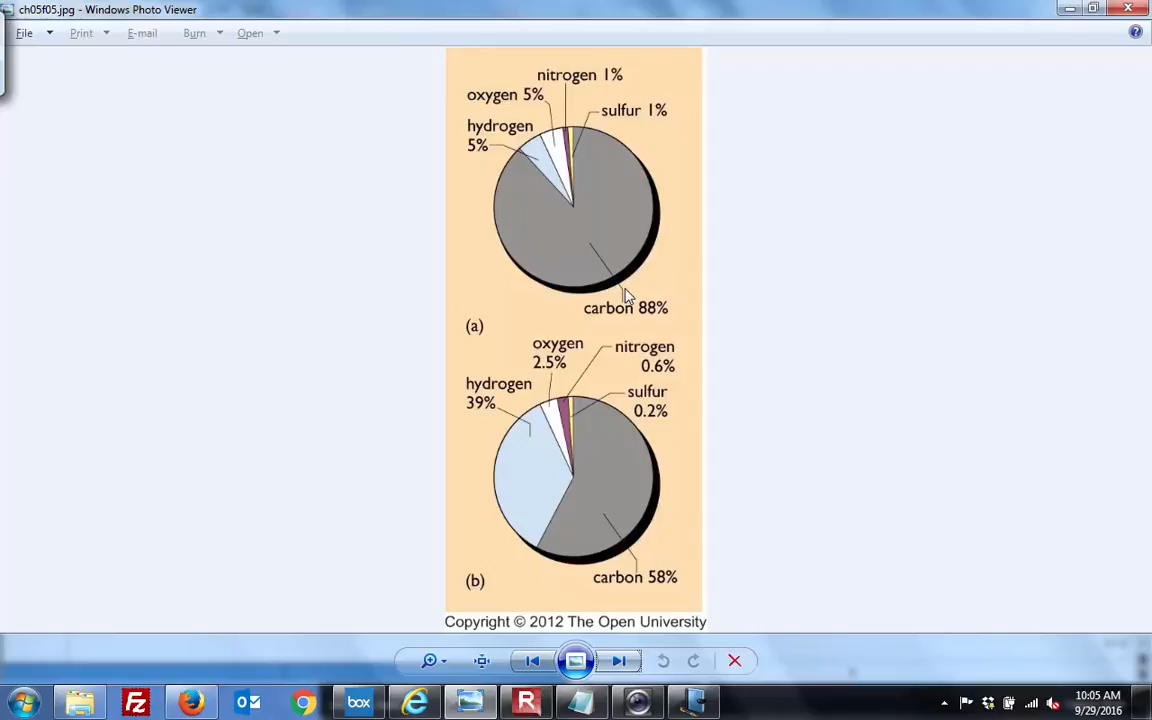 ch05f05.jpg - Windows Photo Viewer
File Print E-mail Burn Open
nitrogen 1%
oxygen 5%
sulfur 1%
hydrogen
5%
carbon 88%
(a)
oxygen
2.5%
nitrogen
0.6%
hydrogen
39%
sulfur
0.2%
carbon 58%
(b)
Copyright © 2012 The Open University
box
10:05 AM
9/29/2016